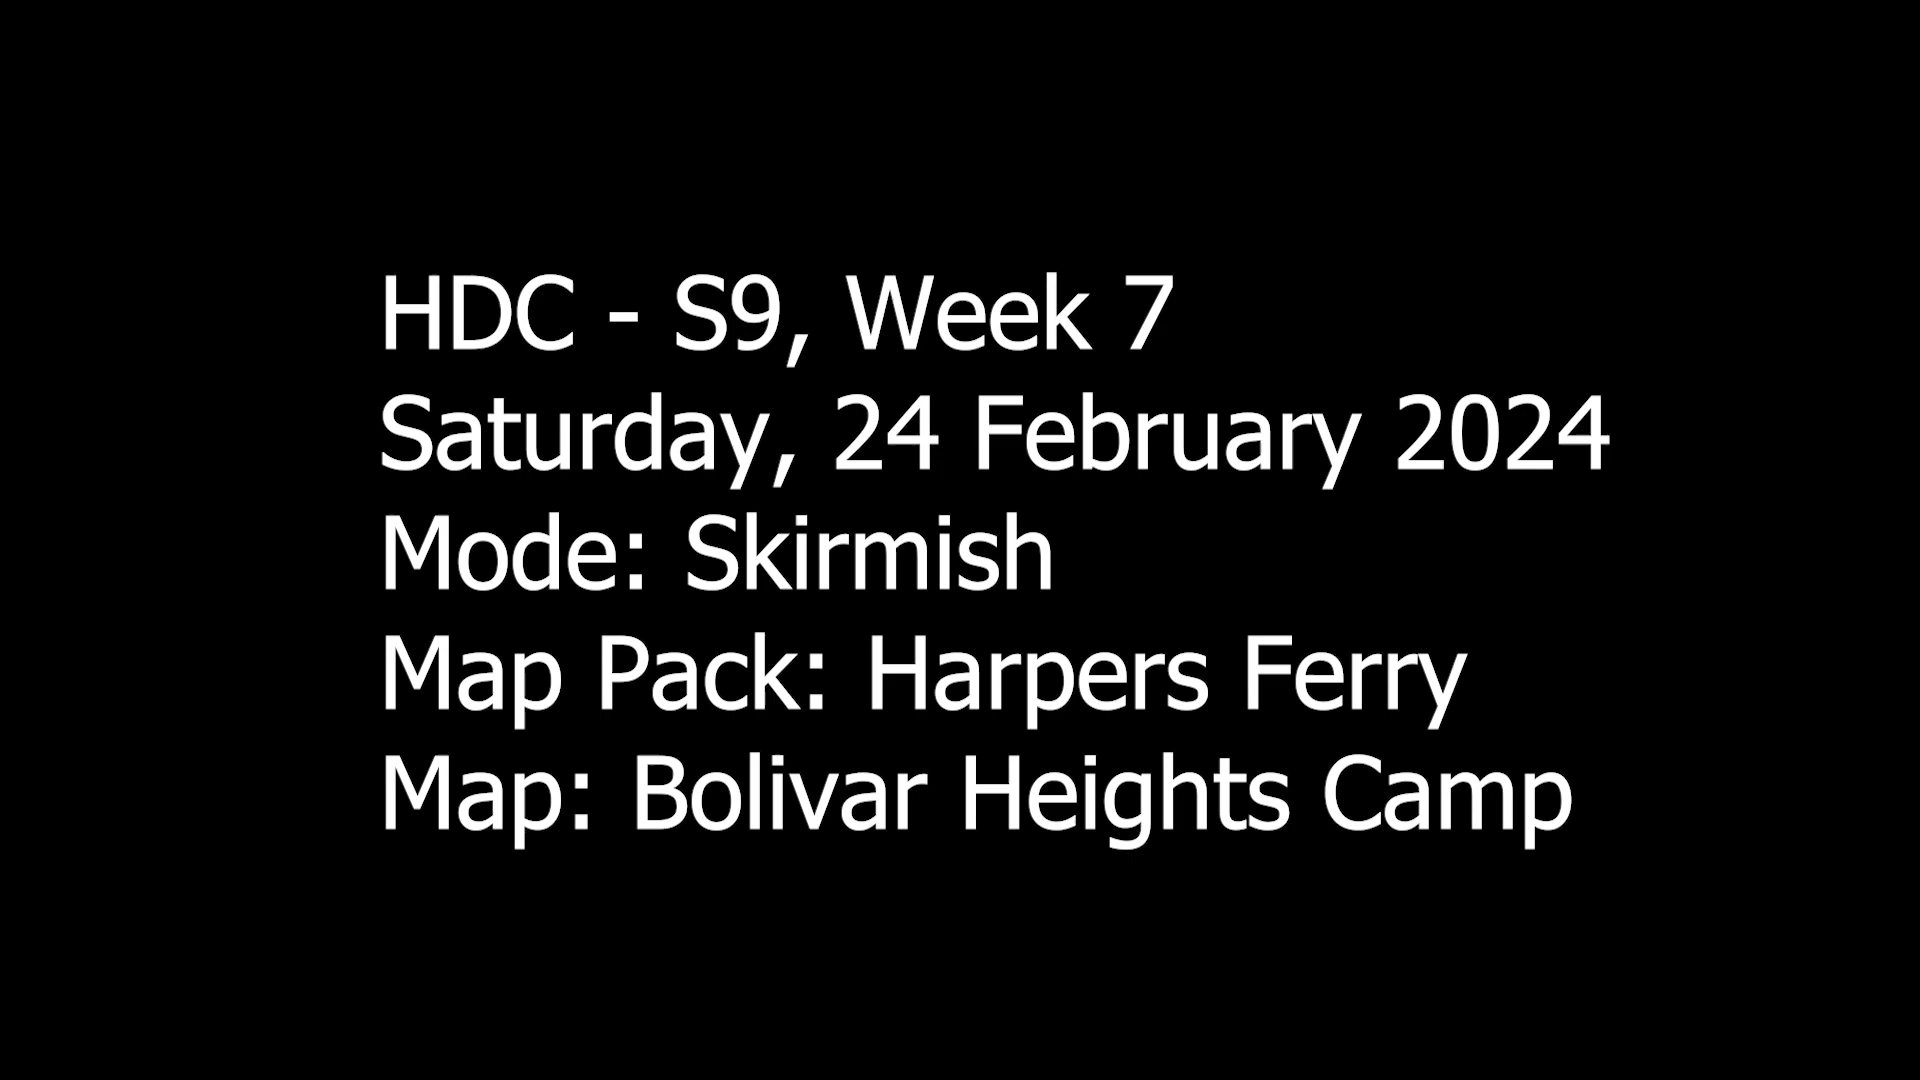 HDC - S9, Week 7
Saturday, 24 February 2024
Mode: Skirmish
Map Pack: Harpers Ferry
Map: Bolivar Heights Camp